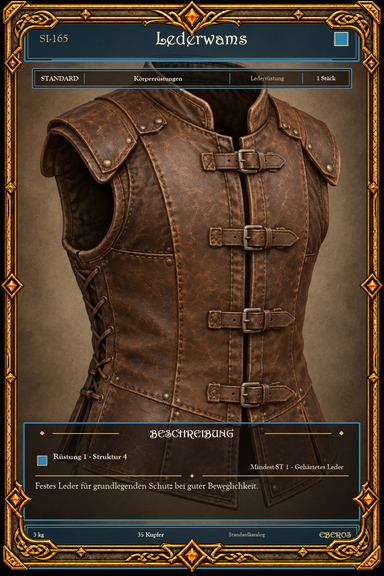 SI-165
Lederwams
STANDARD Körperrüstungen Lederrüstung 1 Stück
BESCHREIBUNG
Rüstung 1 · Struktur 4
Mindest-ST 1 · Gehärtetes Leder
Festes Leder für grundlegenden Schutz bei guter Beweglichkeit.
3 kg 35 Kupfer Standardkatalog EBEROS